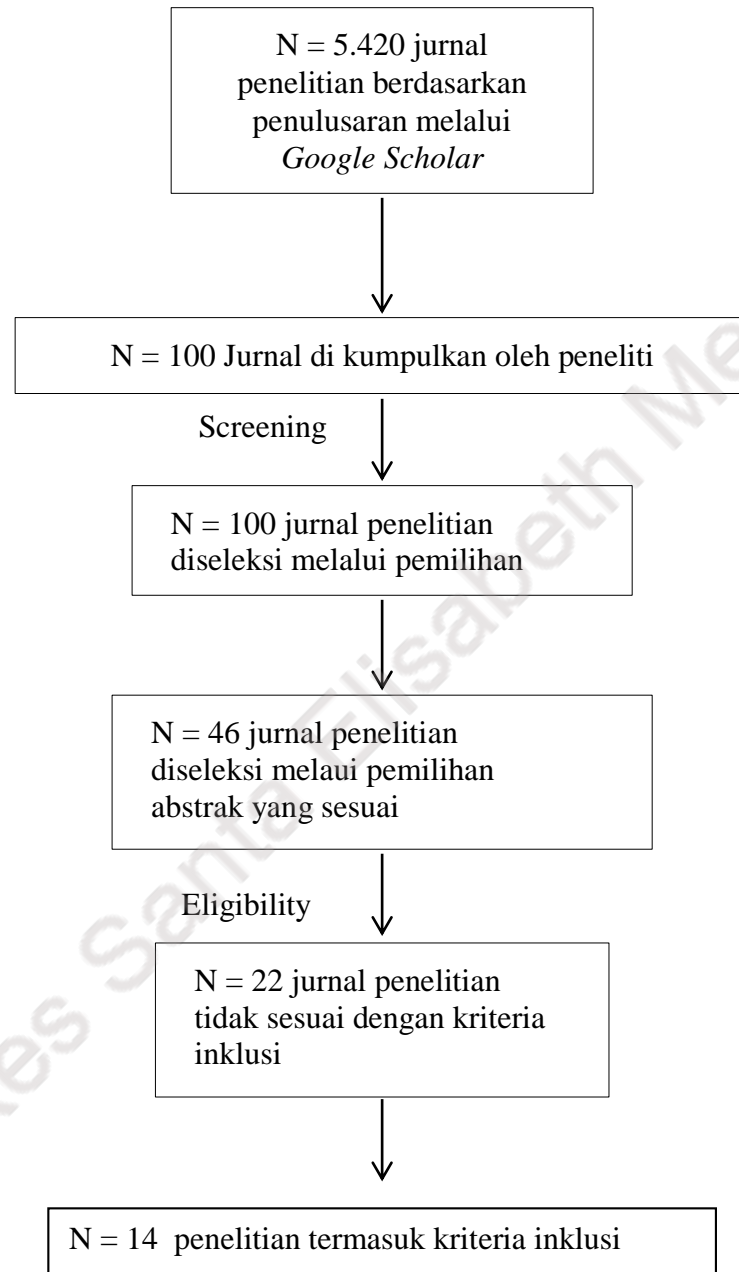 N = 5.420 jurnal
penelitian berdasarkan
penulusaran melalui
Google Scholar
N = 100 Jurnal di kumpulkan oleh peneliti
Screening
N = 100 jurnal penelitian
diseleksi melalui pemilihan
N = 46 jurnal penelitian
diseleksi melaui pemilihan
abstrak yang sesuai
Eligibility
N = 22 jurnal penelitian
tidak sesuai dengan kriteria
inklusi
N = 14 penelitian termasuk kriteria inklusi
Santa Elisabeth